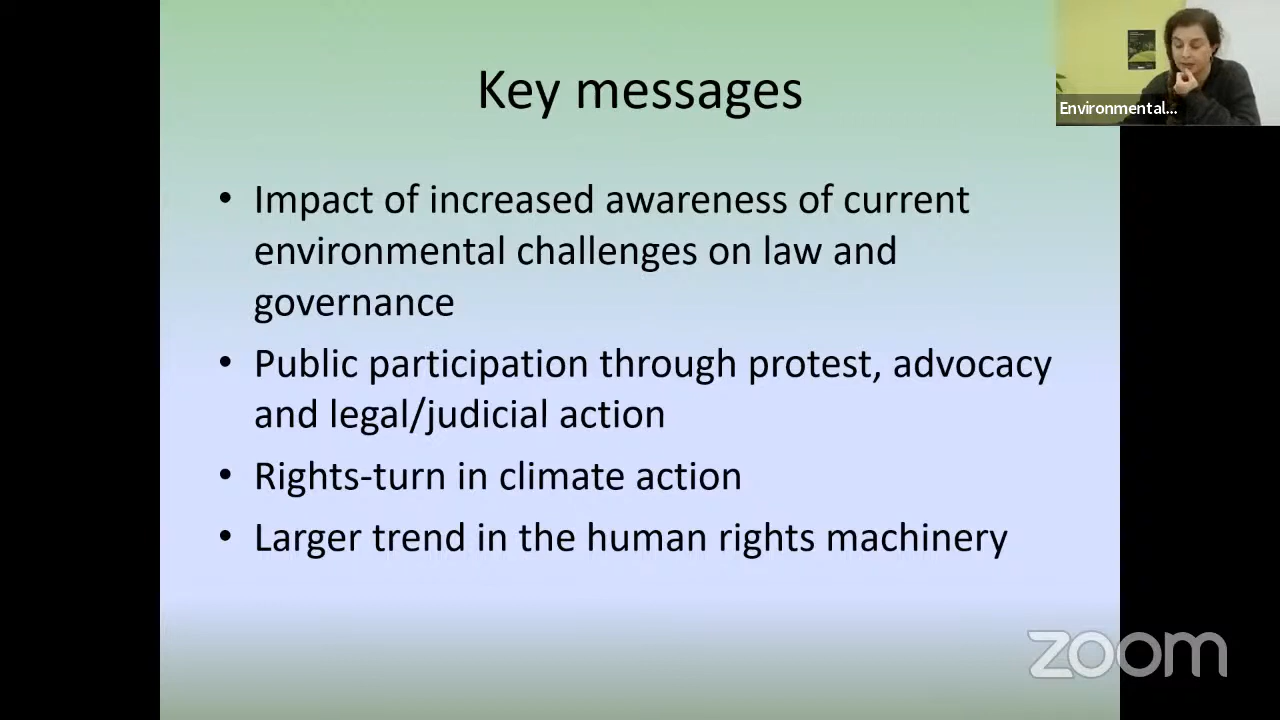 Key messages
Environmental...
• Impact of increased awareness of current
environmental challenges on law and
governance
• Public participation through protest, advocacy
and legal/judicial action
• Rights-turn in climate action
• Larger trend in the human rights machinery
zoom